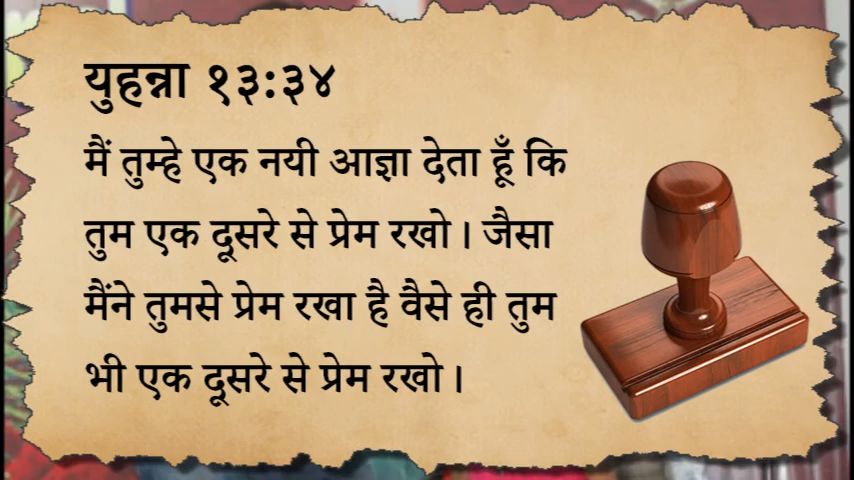 युहन्ना १३:३४
मैं तुम्हे एक नयी आज्ञा देता हूँ कि
तुम एक दूसरे से प्रेम रखो। जैसा
मैंने तुमसे प्रेम रखा है वैसे ही तुम
भी एक दूसरे से प्रेम रखो।